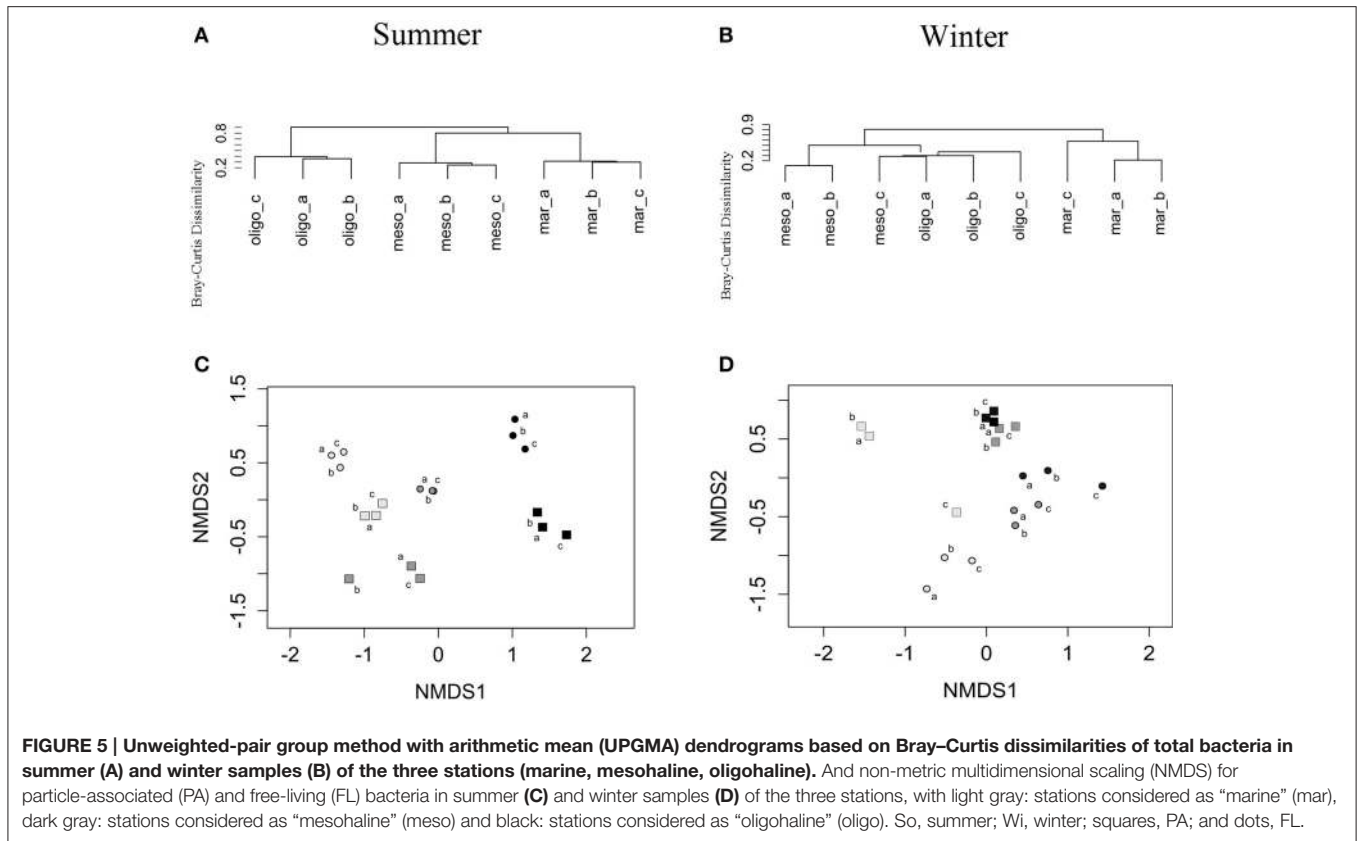 A Summer
B Winter
Bray-Curtis Dissimilarity
0.2 0.8
oligo_c
oligo_a
oligo_b
meso_a
meso_b
meso_c
mar_a
mar_b
mar_c
Bray-Curtis Dissimilarity
0.2 0.9
meso_a
meso_b
meso_c
oligo_a
oligo_b
oligo_c
mar_c
mar_a
mar_b
C
NMDS2
1.5
0.5
-0.5
-1.5
a
c
b
a
b
c
a
c
b
c
b
a
b
a
c
a
c
b
-2 -1 0 1 2
NMDS1
D
NMDS2
0.5
-0.5
-1.5
b
a
c
b
a
a
c
b
a
b
c
c
a
b
c
b
c
a
-2 -1 0 1 2
NMDS1
FIGURE 5 | Unweighted-pair group method with arithmetic mean (UPGMA) dendrograms based on Bray–Curtis dissimilarities of total bacteria in
summer (A) and winter samples (B) of the three stations (marine, mesohaline, oligohaline). And non-metric multidimensional scaling (NMDS) for
particle-associated (PA) and free-living (FL) bacteria in summer (C) and winter samples (D) of the three stations, with light gray: stations considered as “marine” (mar),
dark gray: stations considered as “mesohaline” (meso) and black: stations considered as “oligohaline” (oligo). So, summer; Wi, winter; squares, PA; and dots, FL.